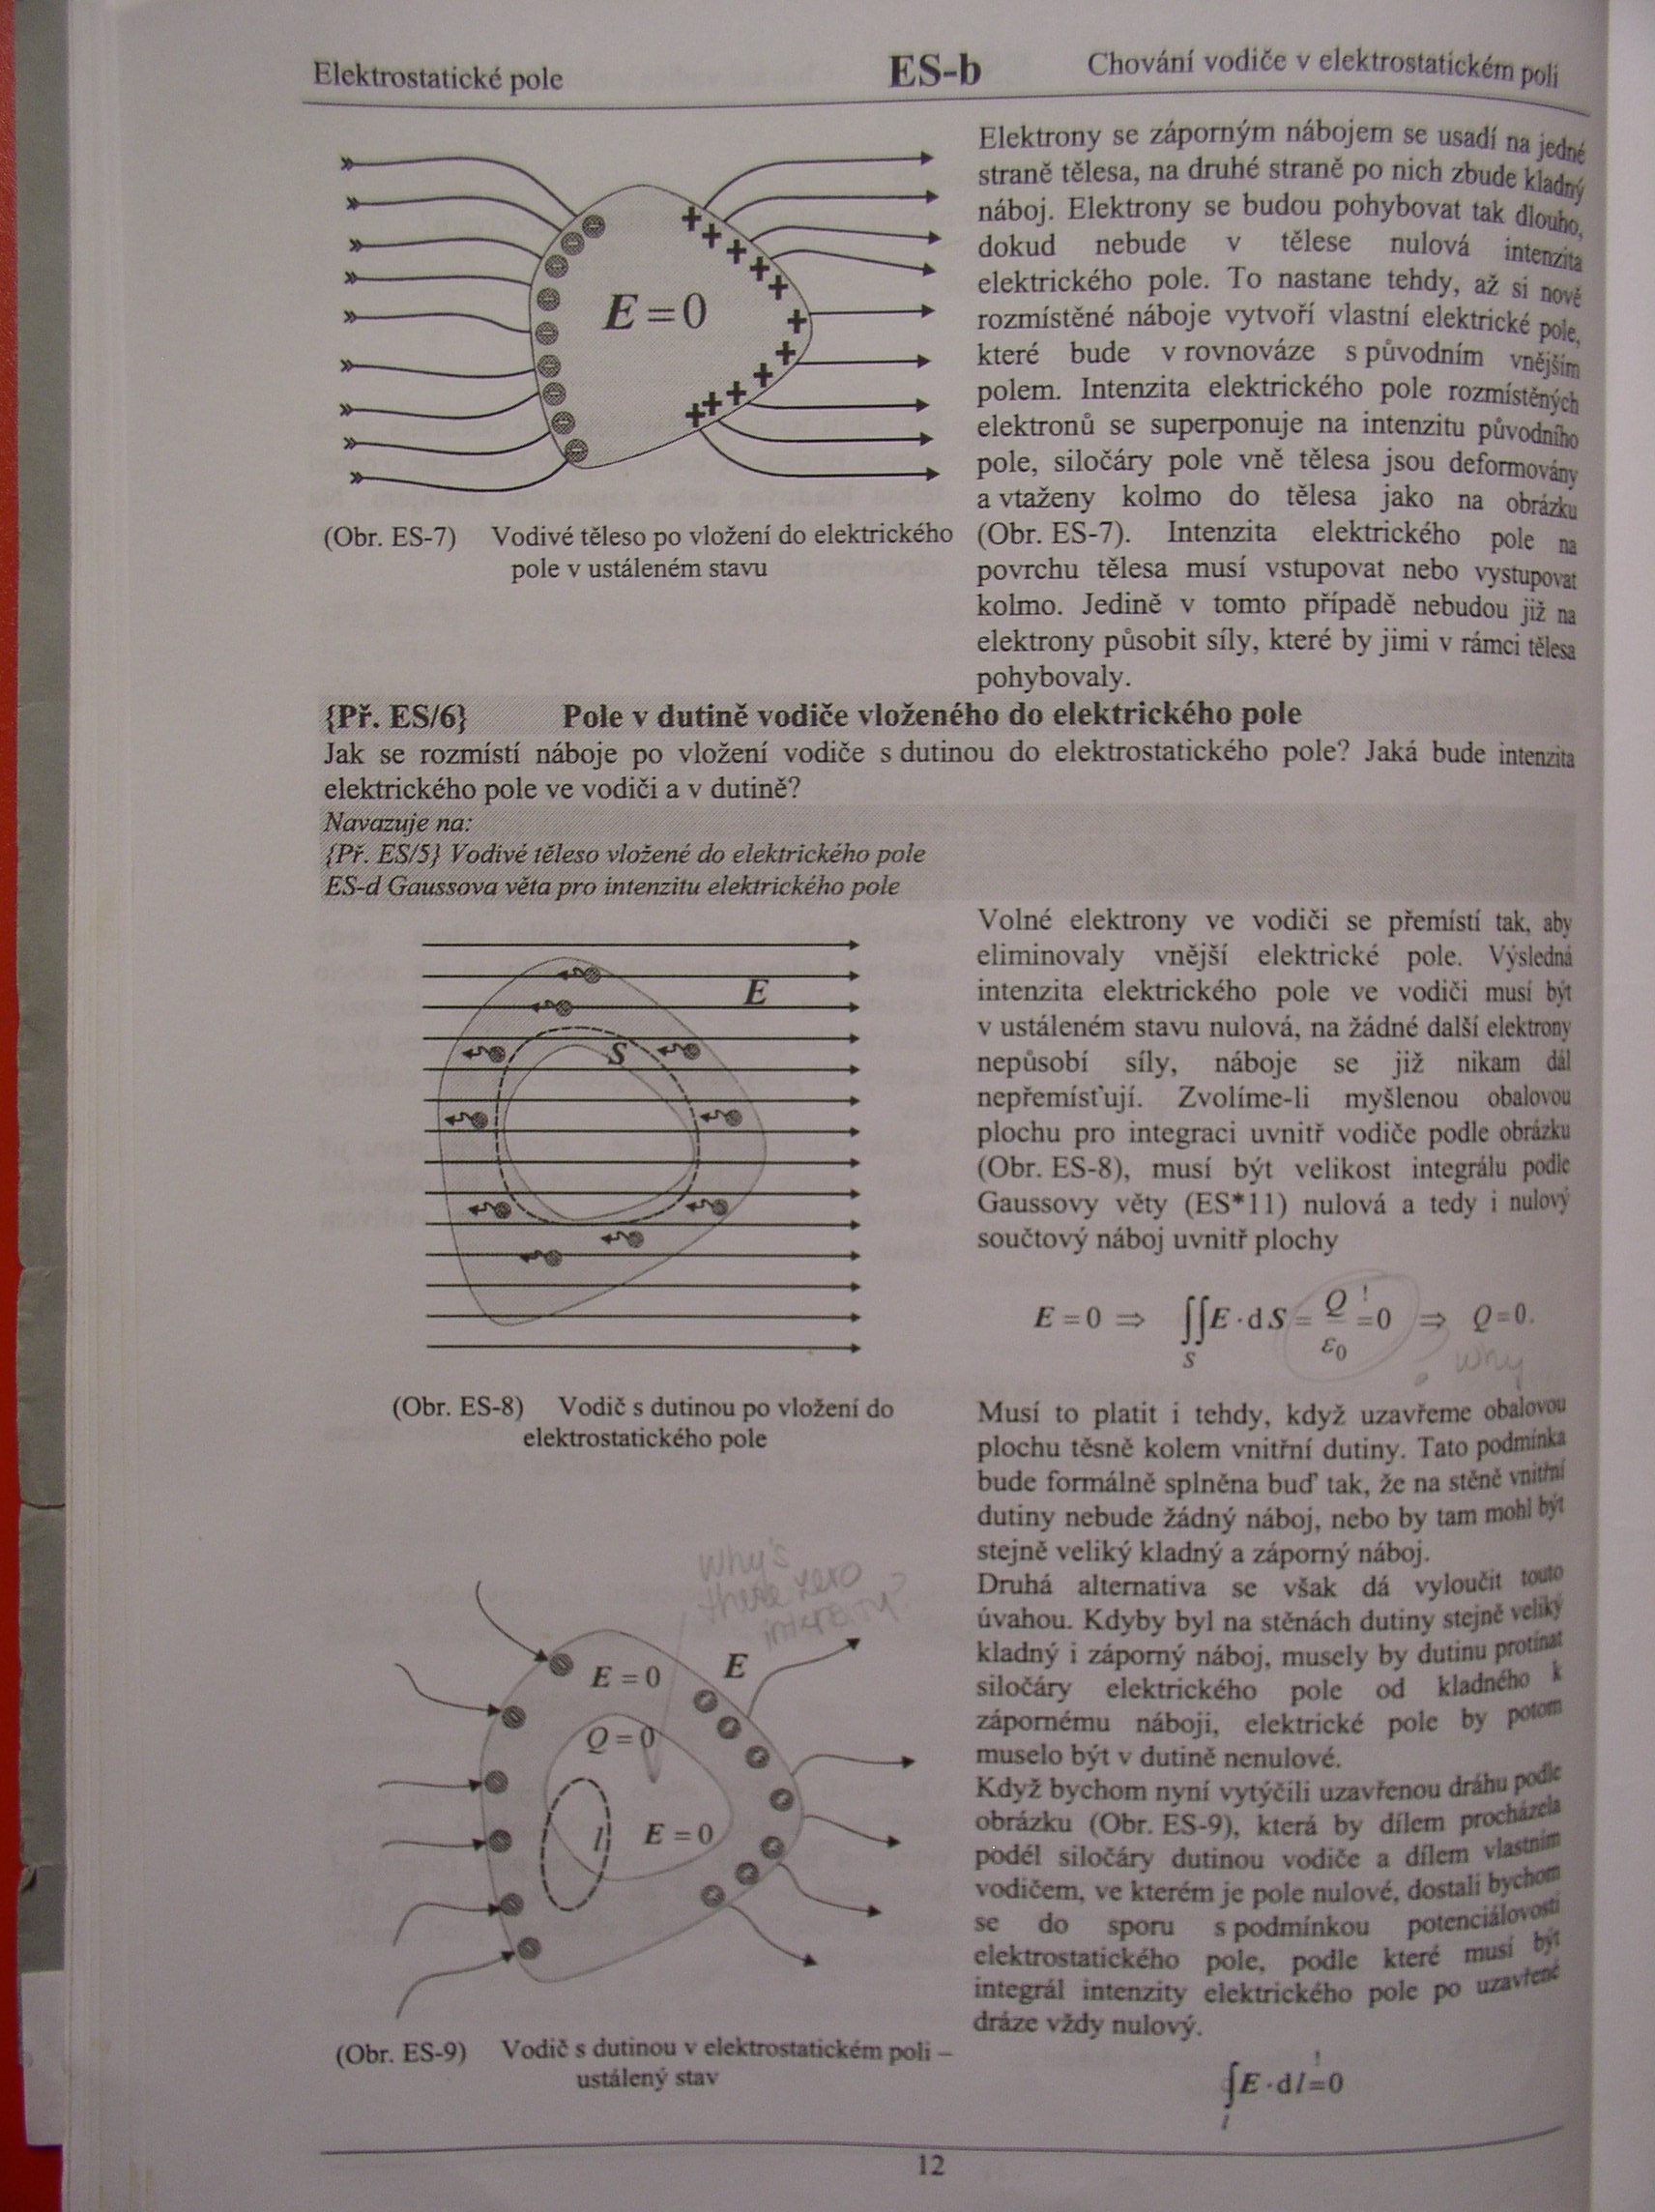 Elektrostatické pole ES-b Chování vodiče v elektrostatickém poli
E=0
(Obr. ES-7) Vodivé těleso po vložení do elektrického
pole v ustáleném stavu
Elektrony se záporným nábojem se usadí na jedné
straně tělesa, na druhé straně po nich zbude kladný
náboj. Elektrony se budou pohybovat tak dlouho,
dokud nebude v tělese nulová intenzita
elektrického pole. To nastane tehdy, až si nově
rozmístěné náboje vytvoří vlastní elektrické pole,
které bude v rovnováze s původním vnějším
polem. Intenzita elektrického pole rozmístěných
elektronů se superponuje na intenzitu původního
pole, siločáry pole vně tělesa jsou deformovány
a vtaženy kolmo do tělesa jako na obrázku
(Obr. ES-7). Intenzita elektrického pole na
povrchu tělesa musí vstupovat nebo vystupovat
kolmo. Jedině v tomto případě nebudou již na
elektrony působit síly, které by jimi v rámci tělesa
pohybovaly.
{Př. ES/6} Pole v dutině vodiče vloženého do elektrického pole
Jak se rozmístí náboje po vložení vodiče s dutinou do elektrostatického pole? Jaká bude intenzita
elektrického pole ve vodiči a v dutině?
Navazuje na:
{Př. ES/5} Vodivé těleso vložené do elektrického pole
ES-d Gaussova věta pro intenzitu elektrického pole
E
S
(Obr. ES-8) Vodič s dutinou po vložení do
elektrostatického pole
Volné elektrony ve vodiči se přemístí tak, aby
eliminovaly vnější elektrické pole. Výsledná
intenzita elektrického pole ve vodiči musí být
v ustáleném stavu nulová, na žádné další elektrony
nepůsobí síly, náboje se již nikam dál
nepřemísťují. Zvolíme-li myšlenou obalovou
plochu pro integraci uvnitř vodiče podle obrázku
(Obr. ES-8), musí být velikost integrálu podle
Gaussovy věty (ES*11) nulová a tedy i nulový
součtový náboj uvnitř plochy
E=0 ⇒ ∬_S E·dS = Q/ε0 =! 0 ⇒ Q=0.
? why
Musí to platit i tehdy, když uzavřeme obalovou
plochu těsně kolem vnitřní dutiny. Tato podmínka
bude formálně splněna buď tak, že na stěně vnitřní
dutiny nebude žádný náboj, nebo by tam mohl být
stejně veliký kladný a záporný náboj.
Druhá alternativa se však dá vyloučit touto
úvahou. Kdyby byl na stěnách dutiny stejně veliký
kladný i záporný náboj, musely by dutinu protínat
siločáry elektrického pole od kladného k
zápornému náboji, elektrické pole by potom
muselo být v dutině nenulové.
Když bychom nyní vytýčili uzavřenou dráhu podle
obrázku (Obr. ES-9), která by dílem procházela
podél siločáry dutinou vodiče a dílem vlastním
vodičem, ve kterém je pole nulové, dostali bychom
se do sporu s podmínkou potenciálovosti
elektrostatického pole, podle které musí být
integrál intenzity elektrického pole po uzavřené
dráze vždy nulový.
∫_l E·dl =! 0
Why's
there zero
intensity?
E=0
E
Q=0
l
E=0
(Obr. ES-9) Vodič s dutinou v elektrostatickém poli –
ustálený stav
12